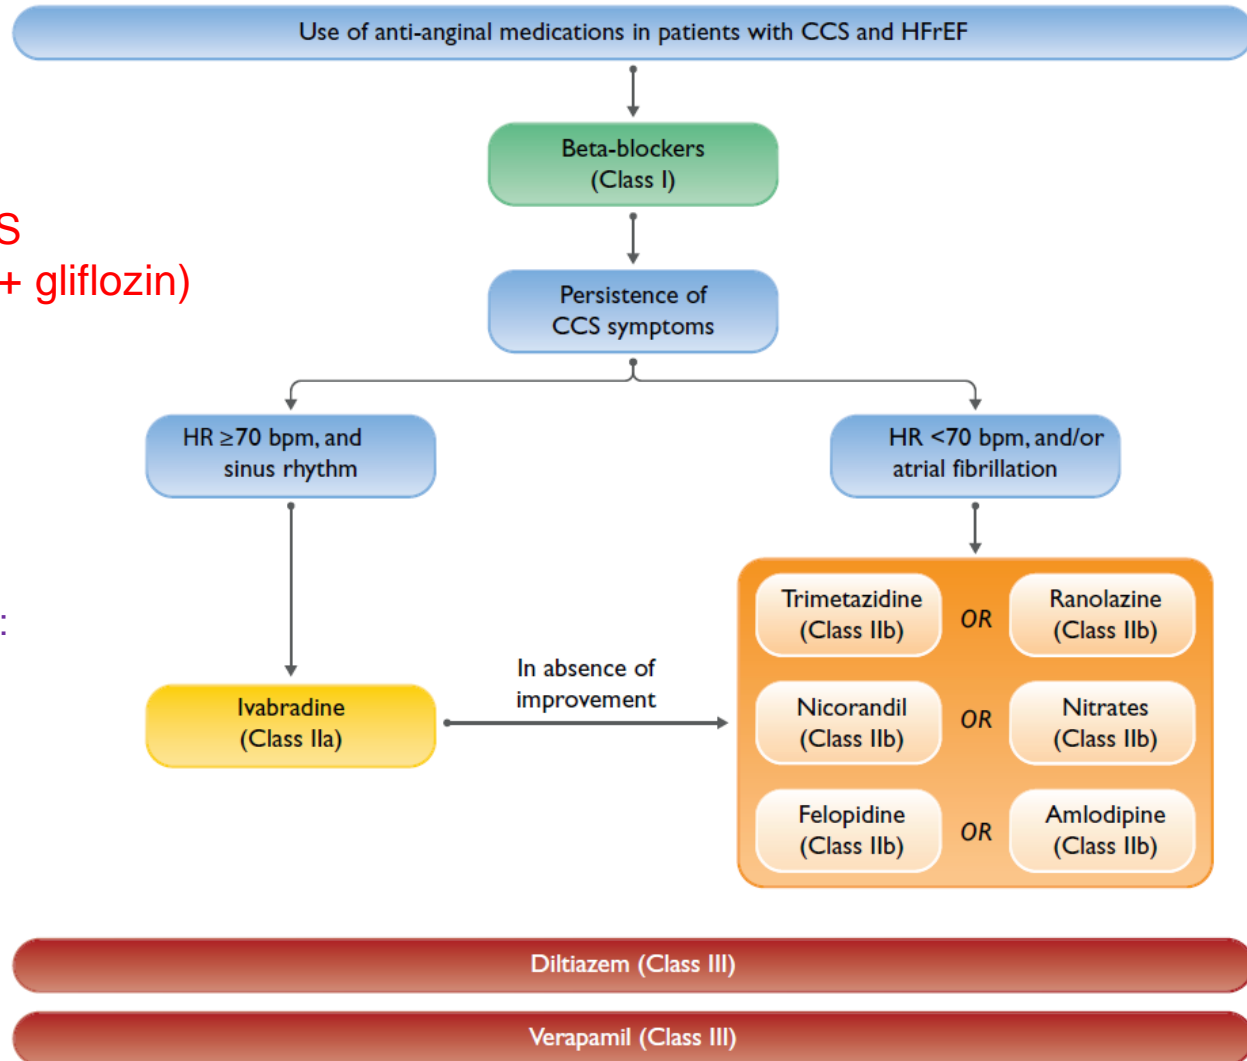 Use of anti-anginal medications in patients with CCS and HFrEF
Beta-blockers
(Class I)
S
+ gliflozin)
Persistence of
CCS symptoms
HR ≥70 bpm, and
sinus rhythm
HR <70 bpm, and/or
atrial fibrillation
:
Ivabradine
(Class IIa)
In absence of
improvement
Trimetazidine
(Class IIb)
OR
Ranolazine
(Class IIb)
Nicorandil
(Class IIb)
OR
Nitrates
(Class IIb)
Felopidine
(Class IIb)
OR
Amlodipine
(Class IIb)
Diltiazem (Class III)
Verapamil (Class III)